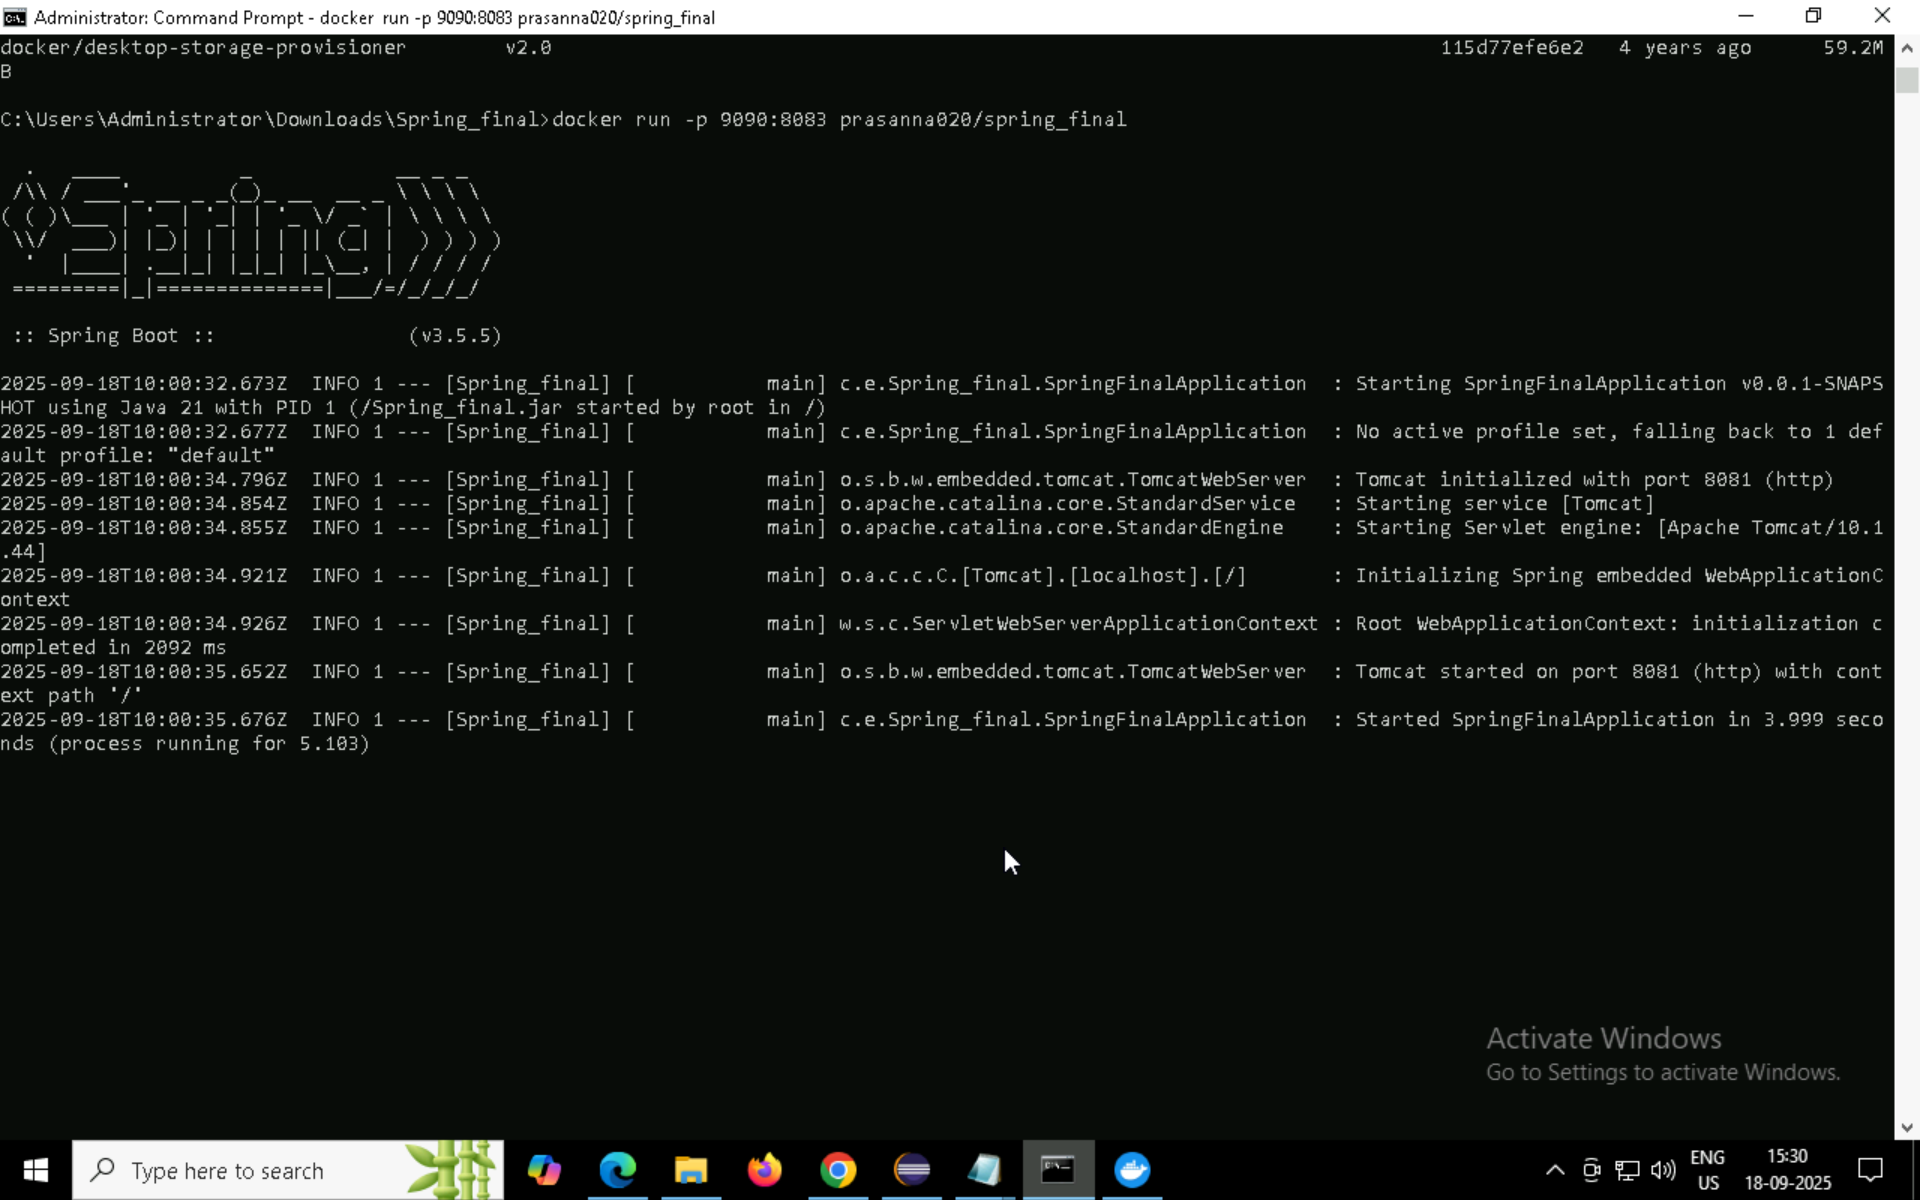 Administrator: Command Prompt - docker  run -p 9090:8083 prasanna020/spring_final
docker/desktop-storage-provisioner        v2.0                                                                           115d77efe6e2   4 years ago      59.2M
B
C:\Users\Administrator\Downloads\Spring_final>docker run -p 9090:8083 prasanna020/spring_final
  .   ____          _            __ _ _
 /\\ / ___'_ __ _ _(_)_ __  __ _ \ \ \ \
( ( )\___ | '_ | '_| | '_ \/ _` | \ \ \ \
 \\/  ___)| |_)| | | | | || (_| |  ) ) ) )
  '  |____| .__|_| |_|_| |_\__, | / / / /
 =========|_|==============|___/=/_/_/_/
 :: Spring Boot ::                (v3.5.5)
2025-09-18T10:00:32.673Z  INFO 1 --- [Spring_final] [           main] c.e.Spring_final.SpringFinalApplication  : Starting SpringFinalApplication v0.0.1-SNAPS
HOT using Java 21 with PID 1 (/Spring_final.jar started by root in /)
2025-09-18T10:00:32.677Z  INFO 1 --- [Spring_final] [           main] c.e.Spring_final.SpringFinalApplication  : No active profile set, falling back to 1 def
ault profile: "default"
2025-09-18T10:00:34.796Z  INFO 1 --- [Spring_final] [           main] o.s.b.w.embedded.tomcat.TomcatWebServer  : Tomcat initialized with port 8081 (http)
2025-09-18T10:00:34.854Z  INFO 1 --- [Spring_final] [           main] o.apache.catalina.core.StandardService   : Starting service [Tomcat]
2025-09-18T10:00:34.855Z  INFO 1 --- [Spring_final] [           main] o.apache.catalina.core.StandardEngine    : Starting Servlet engine: [Apache Tomcat/10.1
.44]
2025-09-18T10:00:34.921Z  INFO 1 --- [Spring_final] [           main] o.a.c.c.C.[Tomcat].[localhost].[/]       : Initializing Spring embedded WebApplicationC
ontext
2025-09-18T10:00:34.926Z  INFO 1 --- [Spring_final] [           main] w.s.c.ServletWebServerApplicationContext : Root WebApplicationContext: initialization c
ompleted in 2092 ms
2025-09-18T10:00:35.652Z  INFO 1 --- [Spring_final] [           main] o.s.b.w.embedded.tomcat.TomcatWebServer  : Tomcat started on port 8081 (http) with cont
ext path '/'
2025-09-18T10:00:35.676Z  INFO 1 --- [Spring_final] [           main] c.e.Spring_final.SpringFinalApplication  : Started SpringFinalApplication in 3.999 seco
nds (process running for 5.103)
Activate Windows
Go to Settings to activate Windows.
Type here to search
ENG
US
15:30
18-09-2025